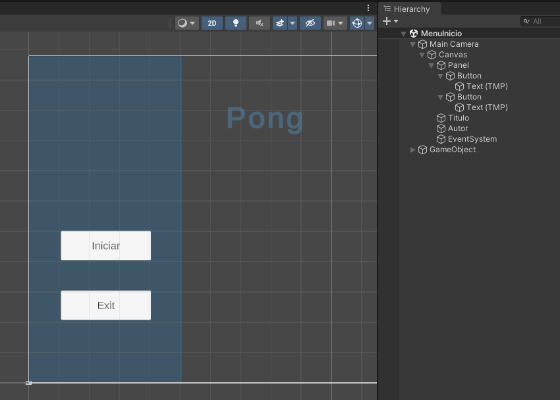 Hierarchy
2D
All
MenuInicio
Main Camera
Canvas
Panel
Button
Text (TMP)
Button
Text (TMP)
Titulo
Autor
EventSystem
GameObject
Pong
Iniciar
Exit